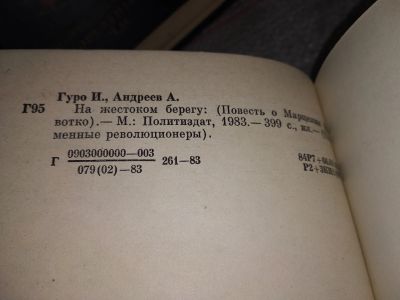 Гуро И., Андреев А.
Г95 На жестоком берегу: (Повесть о Марцелии
вотко).— М.: Политиздат, 1983.— 399 с., ил.—
менные революционеры).
Г 0903000000—003 261—83
079(02)—83
84Р7+
Р2+